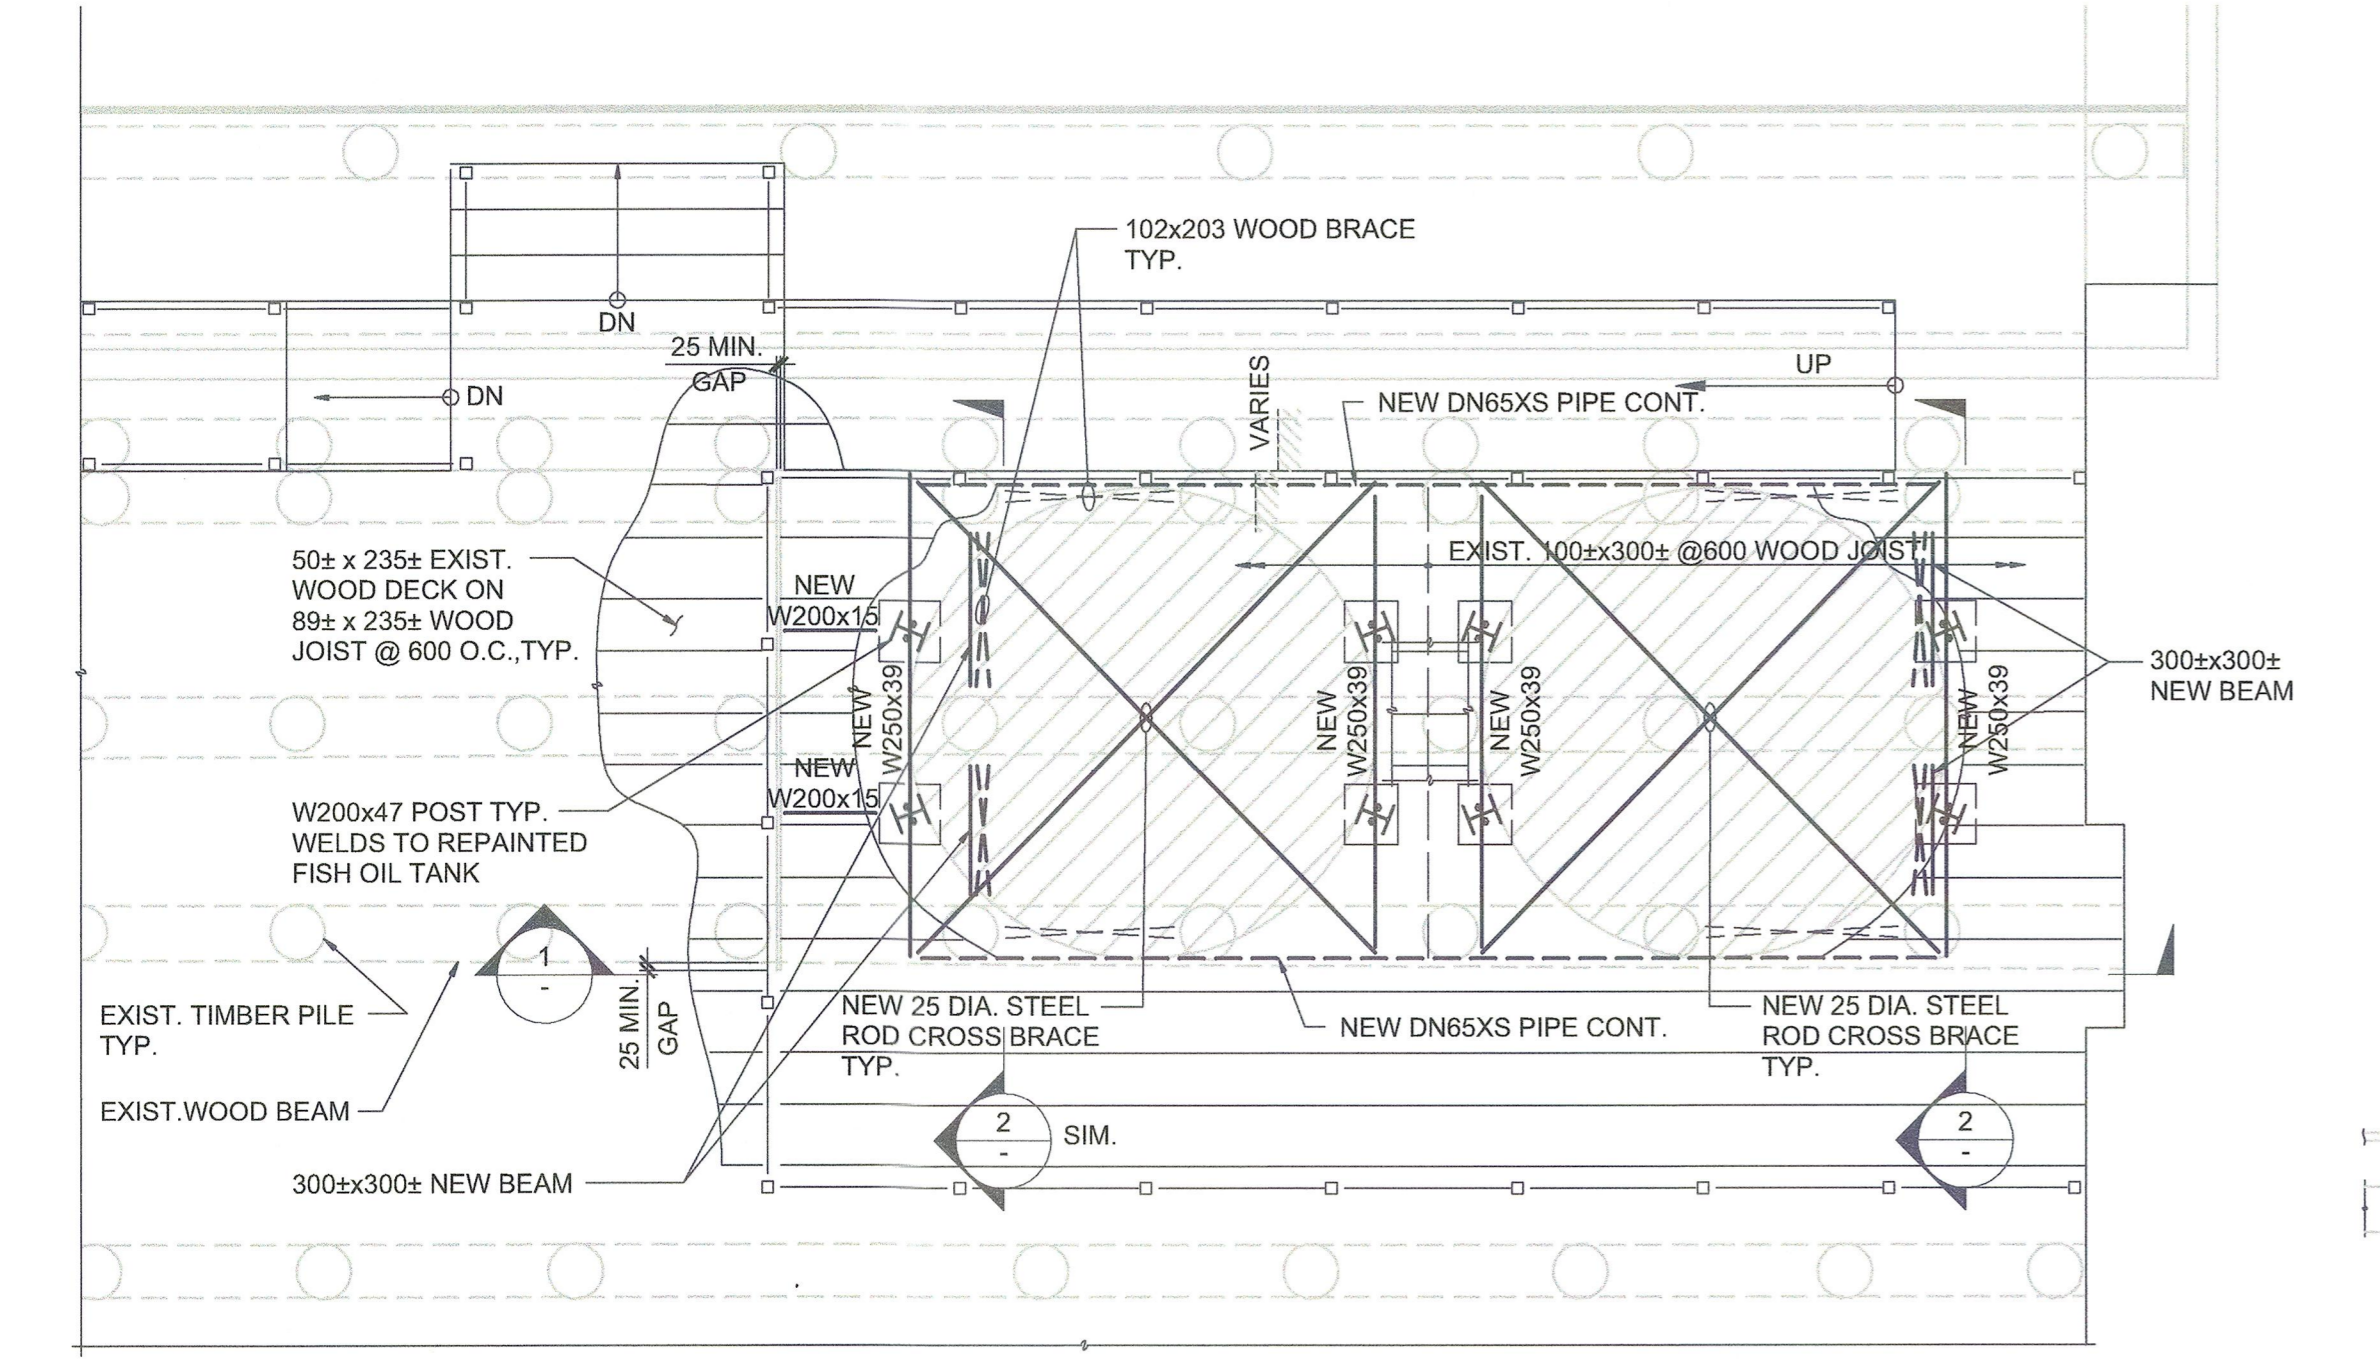 102x203 WOOD BRACE
TYP.
DN
25 MIN.
GAP
DN
VARIES
UP
NEW DN65XS PIPE CONT.
50± x 235± EXIST.
WOOD DECK ON
89± x 235± WOOD
JOIST @ 600 O.C.,TYP.
EXIST. 100±x300± @600 WOOD JOIST
NEW
W200x15
300±x300±
NEW BEAM
NEW
W250x39
NEW
W250x39
NEW
W250x39
NEW
W250x39
NEW
W200x15
W200x47 POST TYP.
WELDS TO REPAINTED
FISH OIL TANK
1
-
EXIST. TIMBER PILE
TYP.
25 MIN.
GAP
NEW 25 DIA. STEEL
ROD CROSS BRACE
TYP.
NEW DN65XS PIPE CONT.
NEW 25 DIA. STEEL
ROD CROSS BRACE
TYP.
EXIST.WOOD BEAM
2
-
SIM.
2
-
300±x300± NEW BEAM